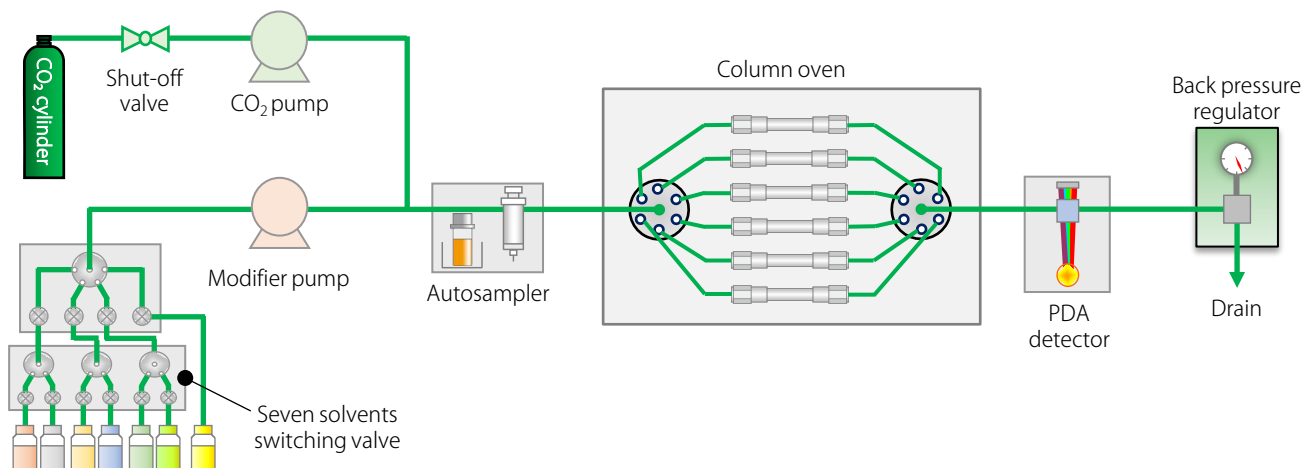 CO₂ cylinder
Shut-off
valve
CO₂ pump
Modifier pump
Autosampler
Column oven
PDA
detector
Back pressure
regulator
Drain
Seven solvents
switching valve